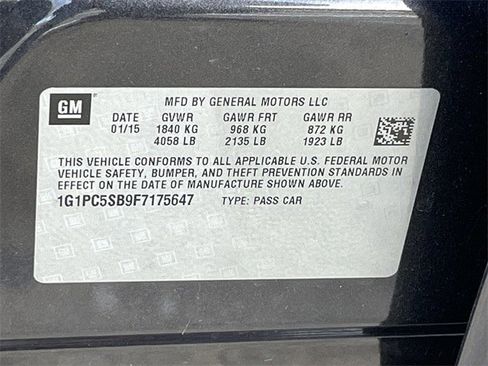 GM
MFD BY GENERAL MOTORS LLC
DATE GVWR GAWR FRT GAWR RR
01/15 1840 KG 968 KG 872 KG
4058 LB 2135 LB 1923 LB
THIS VEHICLE CONFORMS TO ALL APPLICABLE U.S. FEDERAL MOTOR
VEHICLE SAFETY, BUMPER, AND THEFT PREVENTION STANDARDS IN
EFFECT ON THE DATE OF MANUFACTURE SHOWN ABOVE.
1G1PC5SB9F7175647 TYPE: PASS CAR